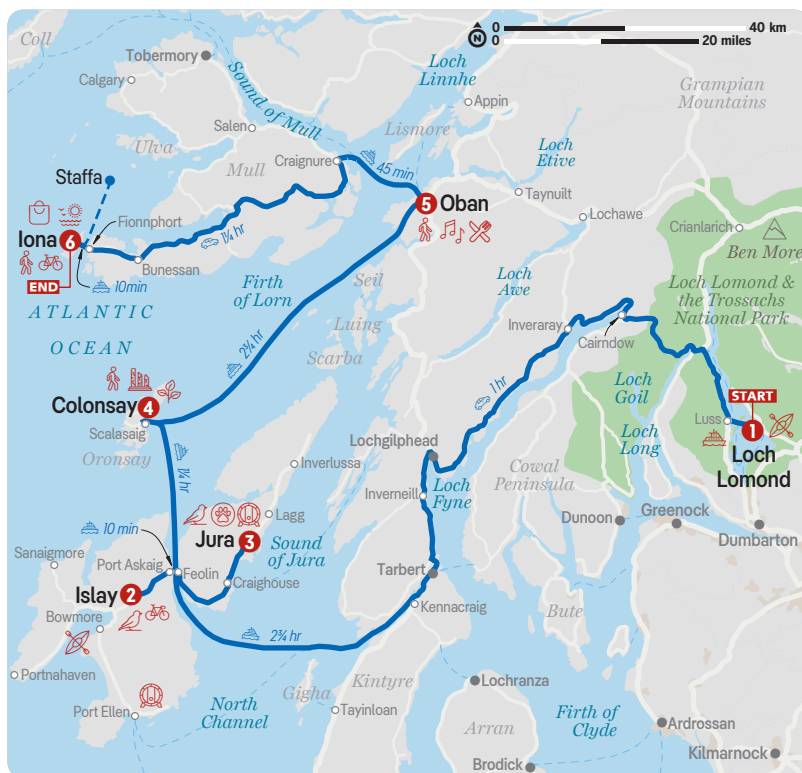 Coll
Tobermory
Calgary
Sound of Mull
Loch
Linnhe
0 40 km
N
0 20 miles
Grampian
Mountains
Appin
Salen
Lismore
Ulva
Mull
Craignure
45 min
Loch
Etive
Staffa
Taynuilt
5 Oban
Lochawe
Crianlarich
Ben More
Fionnphort
Iona 6
END
1¼ hr
Bunessan
10min
Firth
of Lorn
Seil
Loch
Awe
Loch Lomond &
the Trossachs
National Park
ATLANTIC
OCEAN
Luing
Scarba
Inveraray
Cairndow
2¾ hr
1 hr
Loch
Goil
START
Luss
1
Loch
Lomond
Colonsay 4
Scalasaig
Oronsay
Loch
Long
Lochgilphead
1¼ hr
Inverlussa
Inverneill
Loch
Fyne
Cowal
Peninsula
Lagg
Dunoon
Greenock
Dumbarton
10 min
Jura 3
Sound
of Jura
Sanaigmore
Port Askaig
Feolin
Craighouse
Tarbert
Islay 2
Kennacraig
Bute
Bowmore
2¾ hr
Portnahaven
Port Ellen
North
Channel
Gigha
Kintyre
Tayinloan
Lochranza
Arran
Firth of
Clyde
Ardrossan
Brodick
Kilmarnock